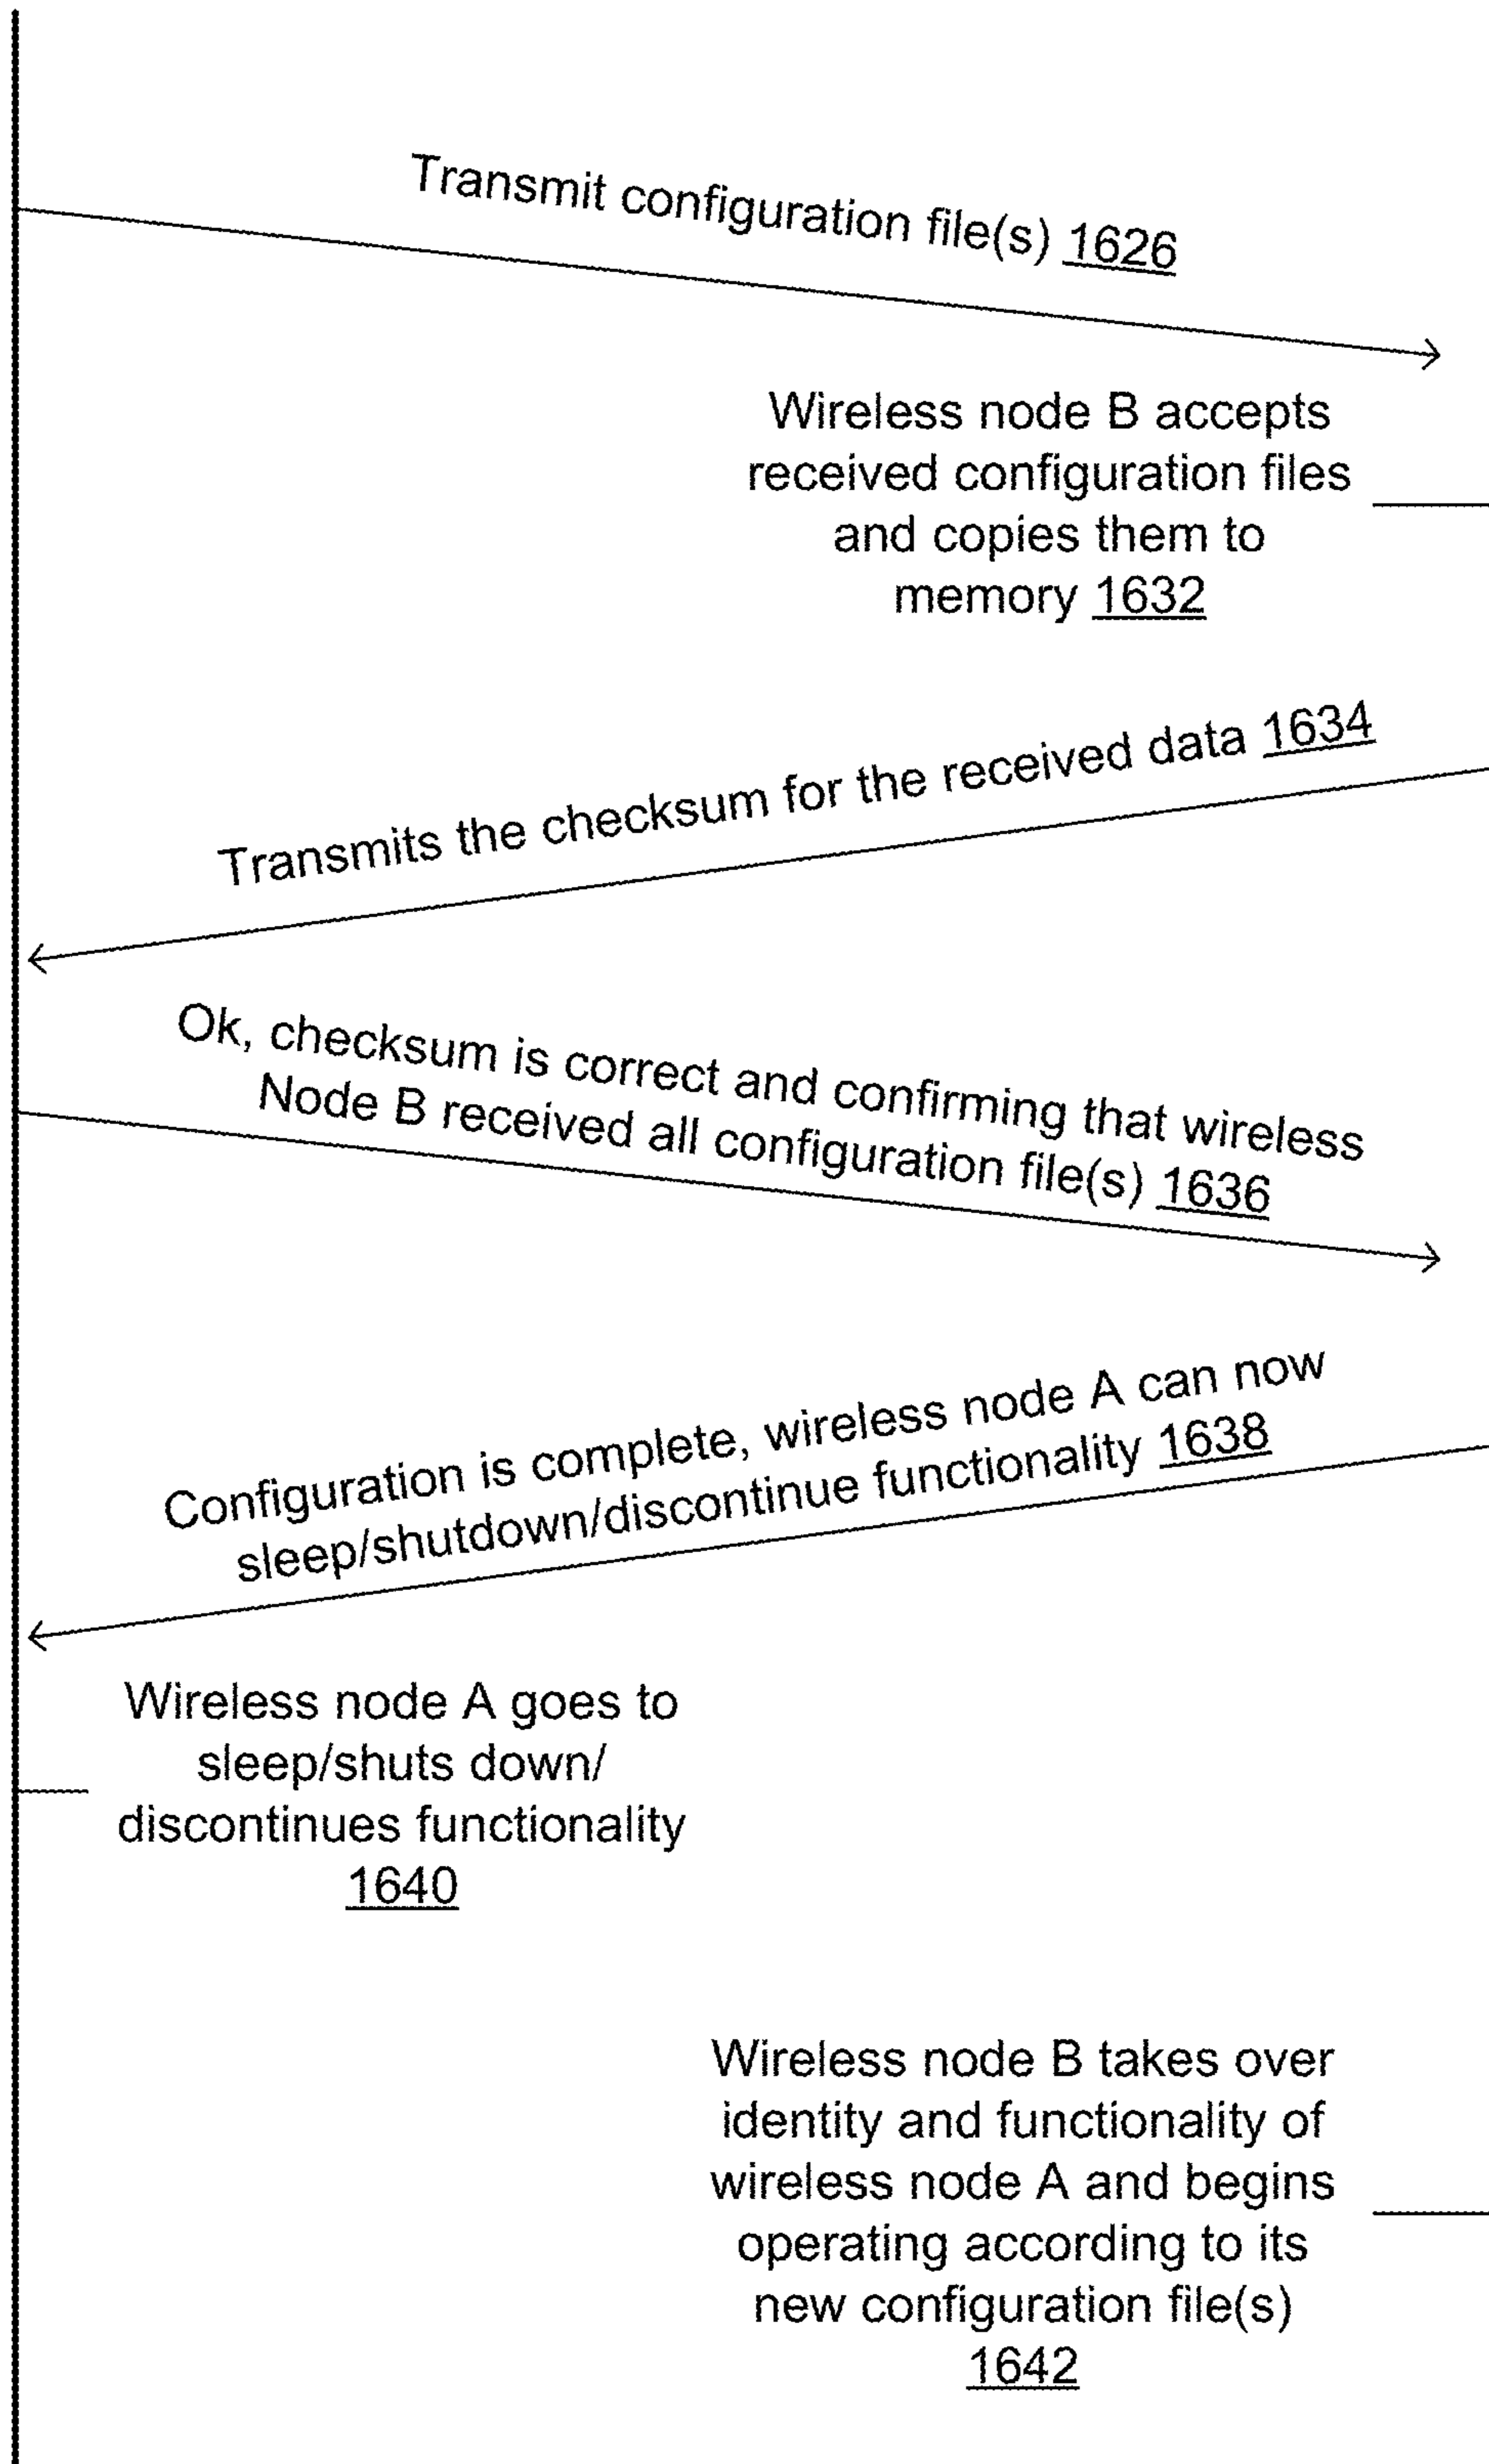 Transmit configuration file(s) 1626
Wireless node B accepts
received configuration files
and copies them to
memory 1632
Transmits the checksum for the received data 1634
Ok, checksum is correct and confirming that wireless
Node B received all configuration file(s) 1636
Configuration is complete, wireless node A can now
sleep/shutdown/discontinue functionality 1638
Wireless node A goes to
sleep/shuts down/
discontinues functionality
1640
Wireless node B takes over
identity and functionality of
wireless node A and begins
operating according to its
new configuration file(s)
1642